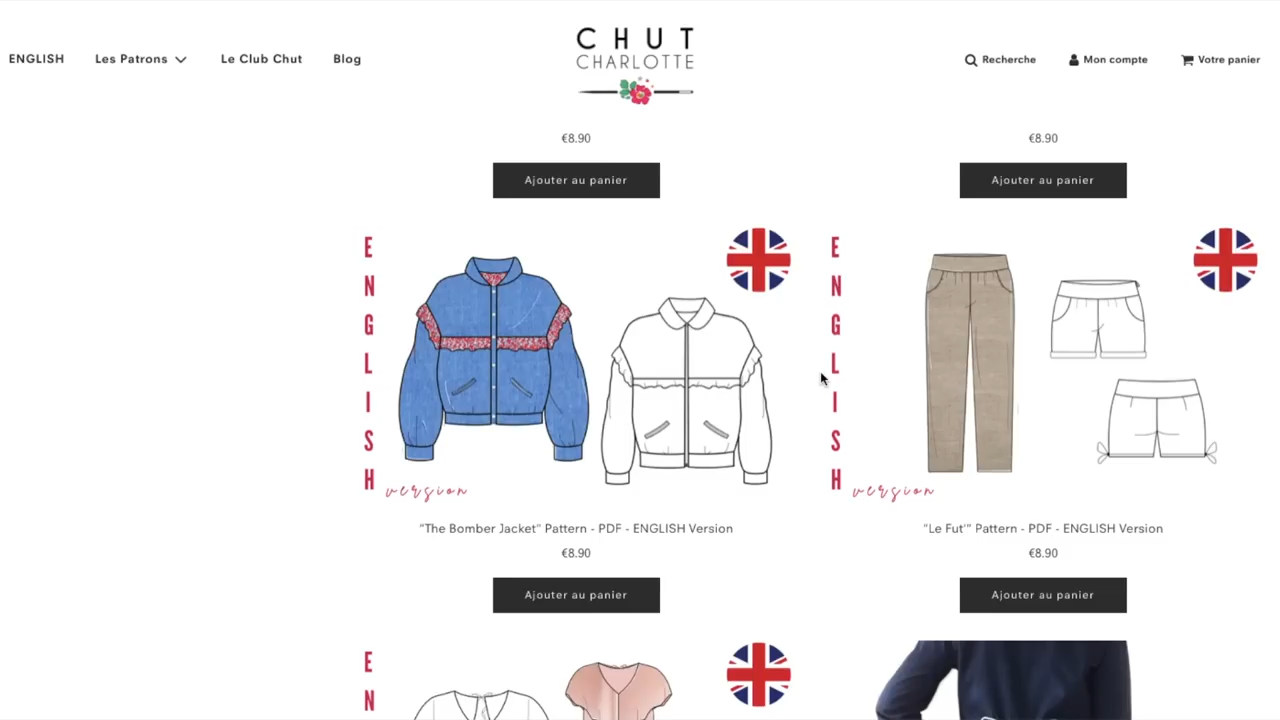 ENGLISH
Les Patrons
Le Club Chut
Blog
CHUT
CHARLOTTE
Recherche
Mon compte
Votre panier
€8.90
€8.90
Ajouter au panier
Ajouter au panier
ENGLISH
version
ENGLISH
version
"The Bomber Jacket" Pattern - PDF - ENGLISH Version
"Le Fut'" Pattern - PDF - ENGLISH Version
€8.90
€8.90
Ajouter au panier
Ajouter au panier
EN